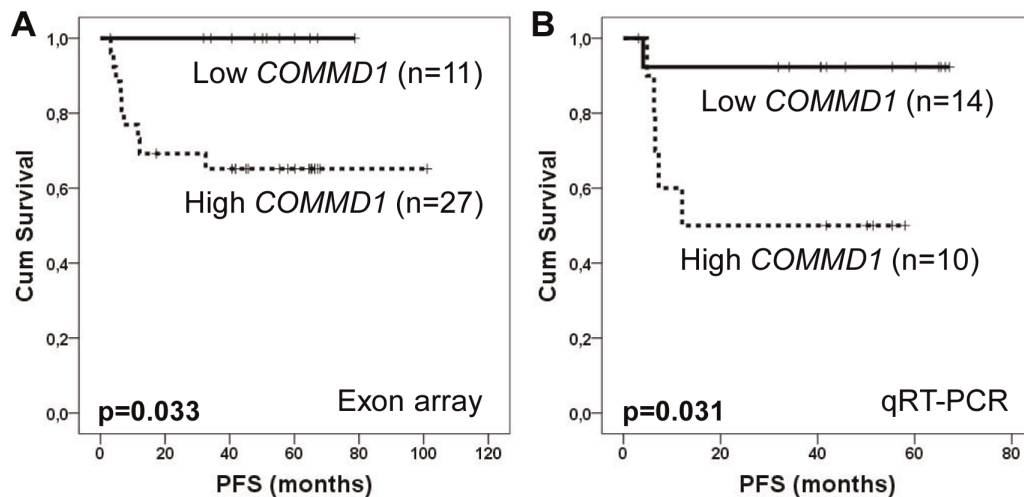 A
Cum Survival
1,0
0,8
0,6
0,4
0,2
0,0
Low COMMD1 (n=11)
High COMMD1 (n=27)
p=0.033
Exon array
0 20 40 60 80 100 120
PFS (months)
B
Cum Survival
1,0
0,8
0,6
0,4
0,2
0,0
Low COMMD1 (n=14)
High COMMD1 (n=10)
p=0.031
qRT-PCR
0 20 40 60 80
PFS (months)